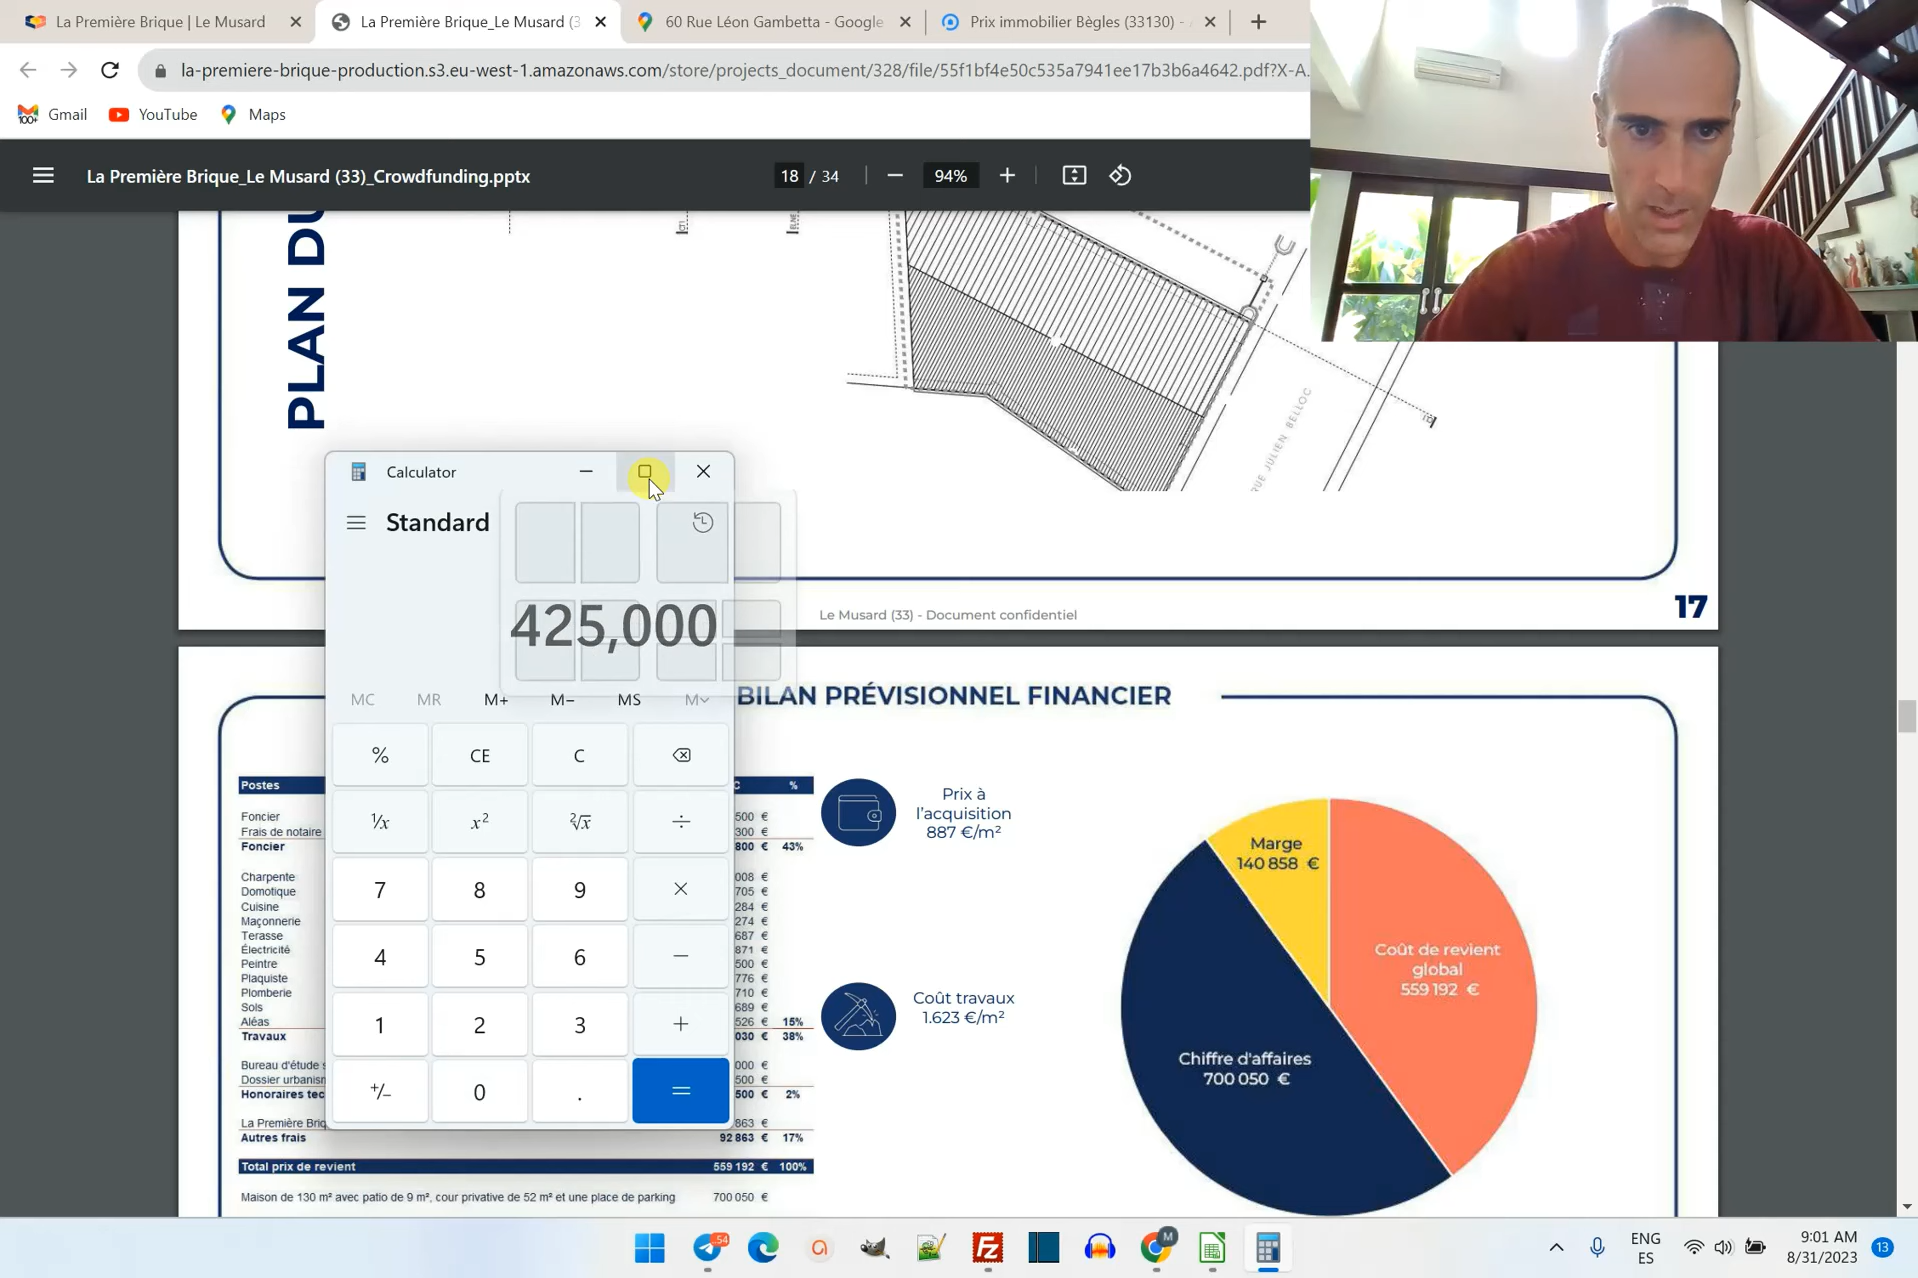 La Première Brique | Le Musard
La Première Brique_Le Musard (3
60 Rue Léon Gambetta - Google
Prix immobilier Bègles (33130) -
la-premiere-brique-production.s3.eu-west-1.amazonaws.com/store/projects_document/328/file/55f1bf4e50c535a7941ee17b3b6a4642.pdf?X-A
Gmail
YouTube
Maps
La Première Brique_Le Musard (33)_Crowdfunding.pptx
18 / 34
94%
PLAN DU
RUE JULIEN BELLOC
Le Musard (33) - Document confidentiel
17
Calculator
Standard
425,000
MC MR M+ M- MS M
% CE C
¹/x x² ²√x ÷
7 8 9 ×
4 5 6 −
1 2 3 +
+/− 0 . =
BILAN PRÉVISIONNEL FINANCIER
Postes C %
Foncier 500 €
Frais de notaire 300 €
Foncier 800 € 43%
Charpente 008 €
Domotique 705 €
Cuisine 284 €
Maçonnerie 274 €
Terasse 687 €
Électricité 871 €
Peintre 500 €
Plaquiste 776 €
Plomberie 710 €
Sols 689 €
Aléas 526 € 15%
Travaux 030 € 38%
Bureau d'étude s 000 €
Dossier urbanisn 500 €
Honoraires tec 500 € 2%
La Première Briq 863 €
Autres frais 92 863 € 17%
Total prix de revient 559 192 € 100%
Maison de 130 m² avec patio de 9 m², cour privative de 52 m² et une place de parking 700 050 €
Prix à
l'acquisition
887 €/m²
Coût travaux
1.623 €/m²
Marge
140 858 €
Coût de revient
global
559 192 €
Chiffre d'affaires
700 050 €
54
M
ENG
ES
9:01 AM
8/31/2023
13